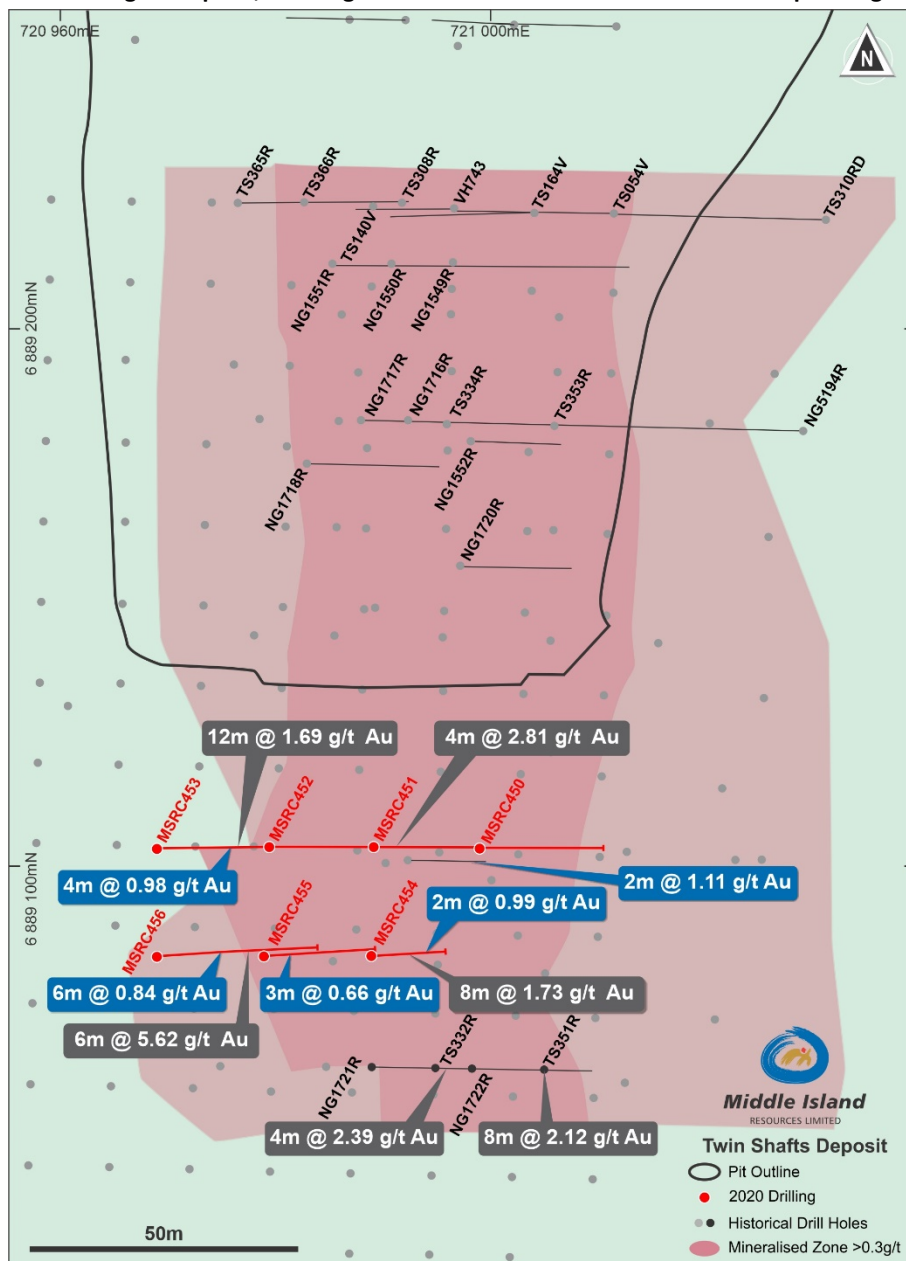 720 960mE
721 000mE
N
TS365R
TS366R
TS308R
VH743
TS164V
TS054V
TS310RD
TS140V
NG1551R
NG1550R
NG1549R
6 889 200mN
NG1717R
NG1716R
TS334R
TS353R
NG5194R
NG1718R
NG1552R
NG1720R
12m @ 1.69 g/t Au
4m @ 2.81 g/t Au
MSRC453
MSRC452
MSRC451
MSRC450
6 889 100mN
4m @ 0.98 g/t Au
2m @ 1.11 g/t Au
MSRC456
MSRC455
MSRC454
2m @ 0.99 g/t Au
6m @ 0.84 g/t Au
3m @ 0.66 g/t Au
8m @ 1.73 g/t Au
6m @ 5.62 g/t Au
NG1721R
TS332R
NG1722R
TS351R
4m @ 2.39 g/t Au
8m @ 2.12 g/t Au
Middle Island
RESOURCES LIMITED
Twin Shafts Deposit
Pit Outline
2020 Drilling
Historical Drill Holes
Mineralised Zone >0.3g/t
50m